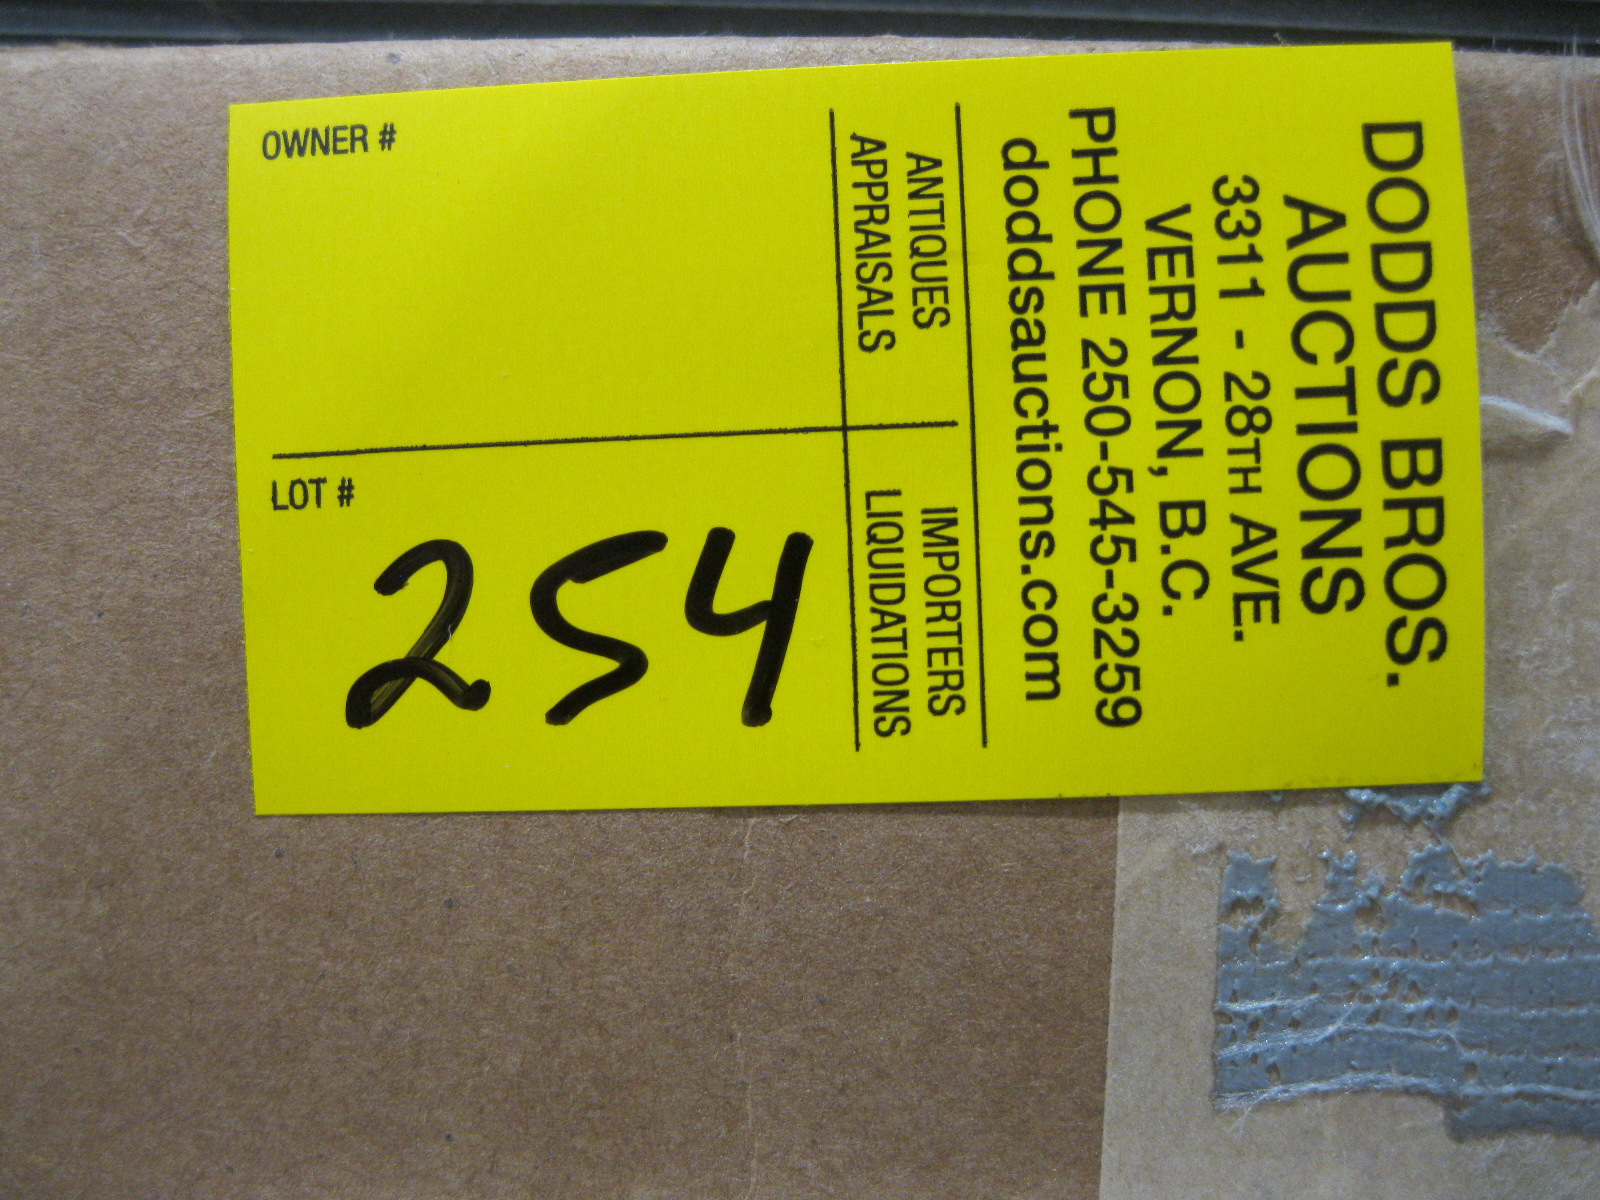 DODDS BROS.
AUCTIONS
3311 - 28TH AVE.
VERNON, B.C.
PHONE 250-545-3259
doddsauctions.com
ANTIQUES
APPRAISALS
IMPORTERS
LIQUIDATIONS
OWNER #
LOT #
254